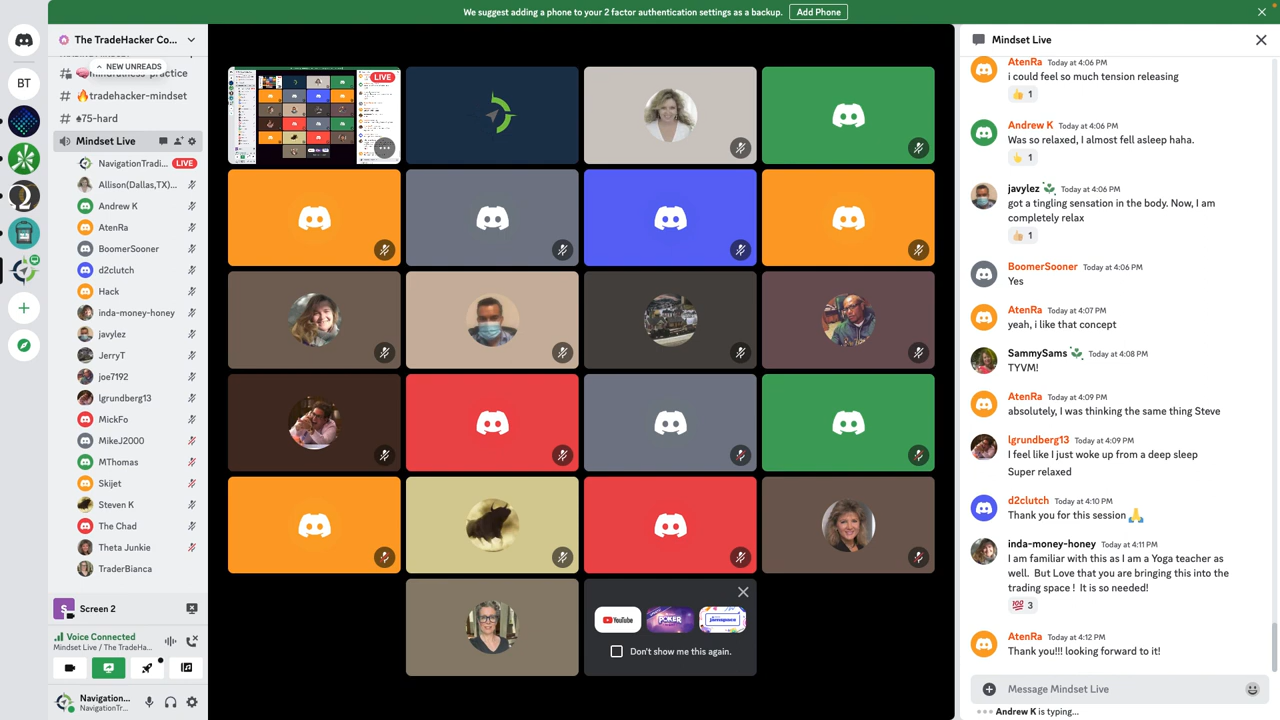 We suggest adding a phone to your 2 factor authentication settings as a backup.
Add Phone
The TradeHacker Co...
NEW UNREADS
mindfulness-practice
tradehacker-mindset
75-hard
Mindset Live
NavigationTradi...
LIVE
Allison(Dallas,TX)...
Andrew K
AtenRa
BoomerSooner
d2clutch
Hack
inda-money-honey
javylez
JerryT
joe7192
lgrundberg13
MickFo
MikeJ2000
MThomas
Skijet
Steven K
The Chad
Theta Junkie
TraderBianca
S
Screen 2
Voice Connected
Mindset Live / The TradeHa...
Navigation...
NavigationTr...
BT
LIVE
YouTube
POKER
Jamspace
Don't show me this again.
Mindset Live
AtenRa Today at 4:06 PM
i could feel so much tension releasing
👍 1
Andrew K Today at 4:06 PM
Was so relaxed, I almost fell asleep haha.
👍 1
javylez Today at 4:06 PM
got a tingling sensation in the body. Now, I am
completely relax
👍 1
BoomerSooner Today at 4:06 PM
Yes
AtenRa Today at 4:07 PM
yeah, i like that concept
SammySams Today at 4:08 PM
TYVM!
AtenRa Today at 4:09 PM
absolutely, I was thinking the same thing Steve
lgrundberg13 Today at 4:09 PM
I feel like I just woke up from a deep sleep
Super relaxed
d2clutch Today at 4:10 PM
Thank you for this session 🙏
inda-money-honey Today at 4:11 PM
I am familiar with this as I am a Yoga teacher as
well. But Love that you are bringing this into the
trading space ! It is so needed!
💯 3
AtenRa Today at 4:12 PM
Thank you!!! looking forward to it!
Message Mindset Live
Andrew K is typing...